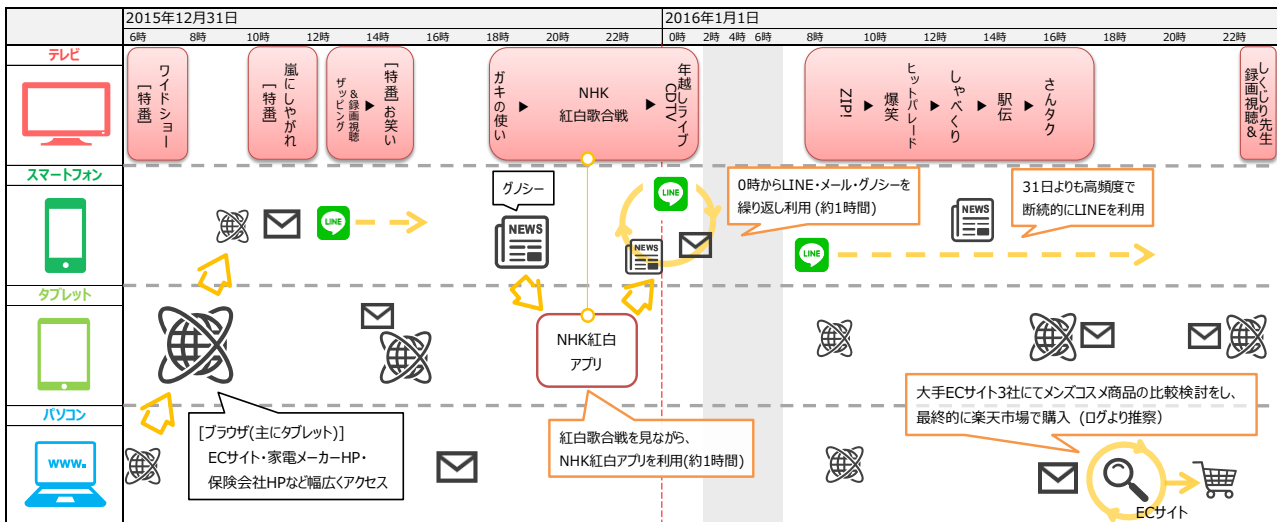 2015年12月31日
2016年1月1日
6時 8時 10時 12時 14時 16時 18時 20時 22時 0時 2時 4時 6時 8時 10時 12時 14時 16時 18時 20時 22時
テレビ
ワイドショー
[特番]
嵐にしやがれ
[特番]
ザッピング
&録画視聴
[特番]お笑い
ガキの使い
NHK
紅白歌合戦
年越しライブ
CDTV
ZIP!
爆笑
ヒットパレード
しゃべくり
駅伝
さんタク
しくじり先生
録画視聴&
スマートフォン
LINE
グノシー
NEWS
LINE
NEWS
0時からLINE・メール・グノシーを
繰り返し利用 (約1時間)
LINE
NEWS
31日よりも高頻度で
断続的にLINEを利用
タブレット
NHK紅白
アプリ
パソコン
www.
[ブラウザ(主にタブレット)]
ECサイト・家電メーカーHP・
保険会社HPなど幅広くアクセス
紅白歌合戦を見ながら、
NHK紅白アプリを利用(約1時間)
大手ECサイト3社にてメンズコスメ商品の比較検討をし、
最終的に楽天市場で購入 (ログより推察)
ECサイト